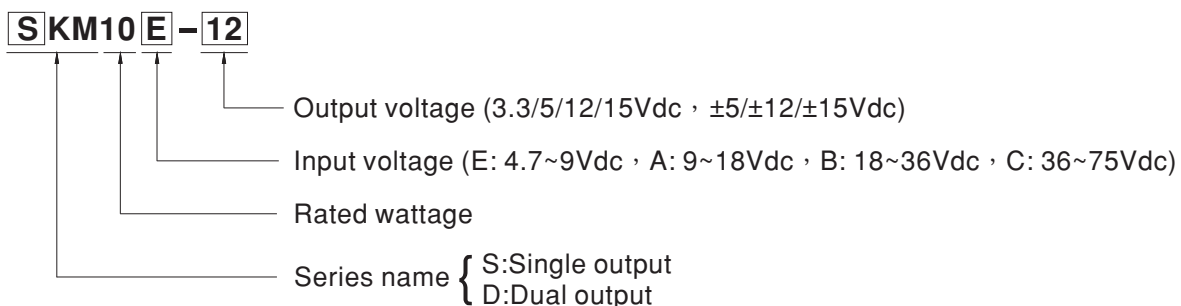 SKM10E-12
Output voltage (3.3/5/12/15Vdc，±5/±12/±15Vdc)
Input voltage (E: 4.7~9Vdc，A: 9~18Vdc，B: 18~36Vdc，C: 36~75Vdc)
Rated wattage
Series name { S:Single output
D:Dual output